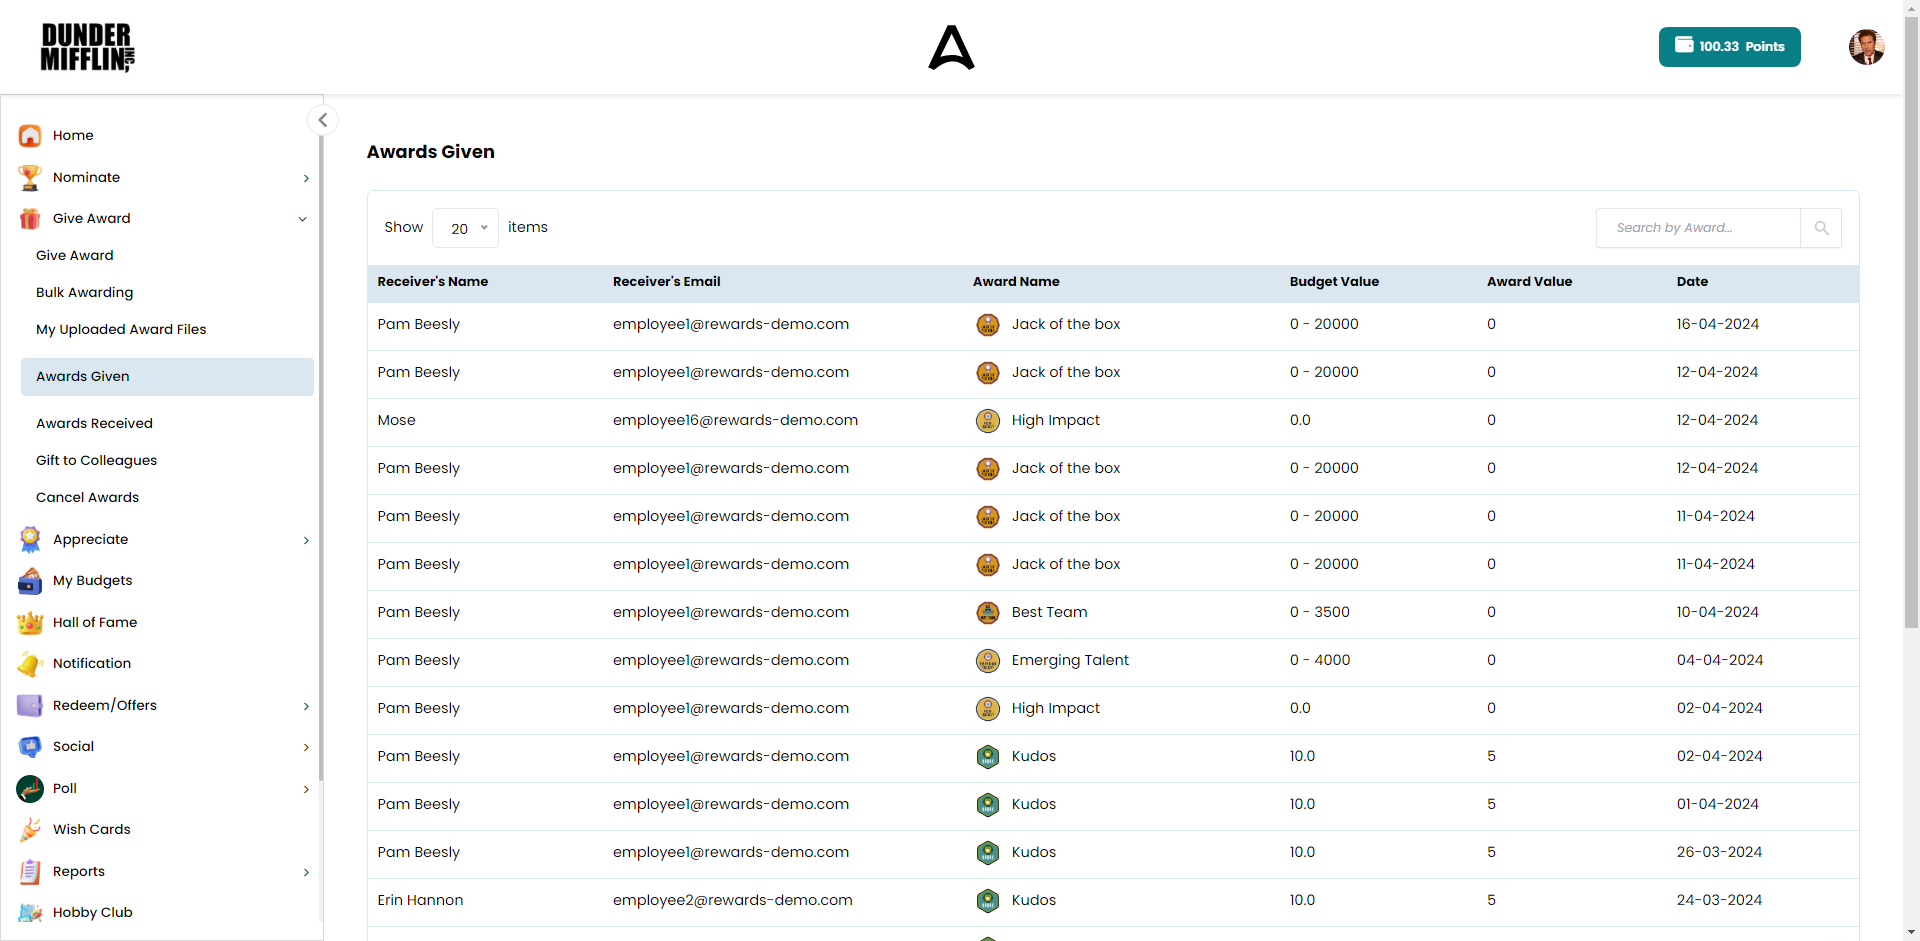 DUNDER
MIFFLIN INC,
100.33 Points
Home
Nominate
Give Award
Give Award
Bulk Awarding
My Uploaded Award Files
Awards Given
Awards Received
Gift to Colleagues
Cancel Awards
Appreciate
My Budgets
Hall of Fame
Notification
Redeem/Offers
Social
Poll
Wish Cards
Reports
Hobby Club
Awards Given
Show 20 items
Search by Award...
Receiver's Name Receiver's Email Award Name Budget Value Award Value Date
Pam Beesly employee1@rewards-demo.com Jack of the box 0 - 20000 0 16-04-2024
Pam Beesly employee1@rewards-demo.com Jack of the box 0 - 20000 0 12-04-2024
Mose employee16@rewards-demo.com High Impact 0.0 0 12-04-2024
Pam Beesly employee1@rewards-demo.com Jack of the box 0 - 20000 0 12-04-2024
Pam Beesly employee1@rewards-demo.com Jack of the box 0 - 20000 0 11-04-2024
Pam Beesly employee1@rewards-demo.com Jack of the box 0 - 20000 0 11-04-2024
Pam Beesly employee1@rewards-demo.com Best Team 0 - 3500 0 10-04-2024
Pam Beesly employee1@rewards-demo.com Emerging Talent 0 - 4000 0 04-04-2024
Pam Beesly employee1@rewards-demo.com High Impact 0.0 0 02-04-2024
Pam Beesly employee1@rewards-demo.com Kudos 10.0 5 02-04-2024
Pam Beesly employee1@rewards-demo.com Kudos 10.0 5 01-04-2024
Pam Beesly employee1@rewards-demo.com Kudos 10.0 5 26-03-2024
Erin Hannon employee2@rewards-demo.com Kudos 10.0 5 24-03-2024